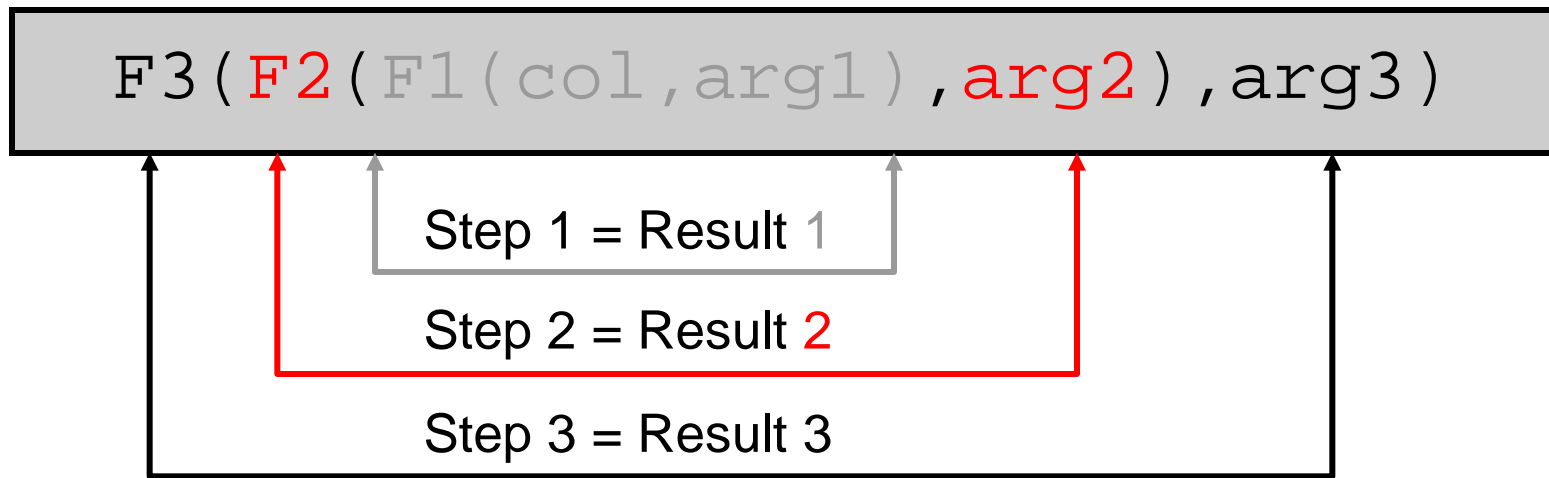 F3(F2(F1(col,arg1),arg2),arg3)
Step 1 = Result 1
Step 2 = Result 2
Step 3 = Result 3